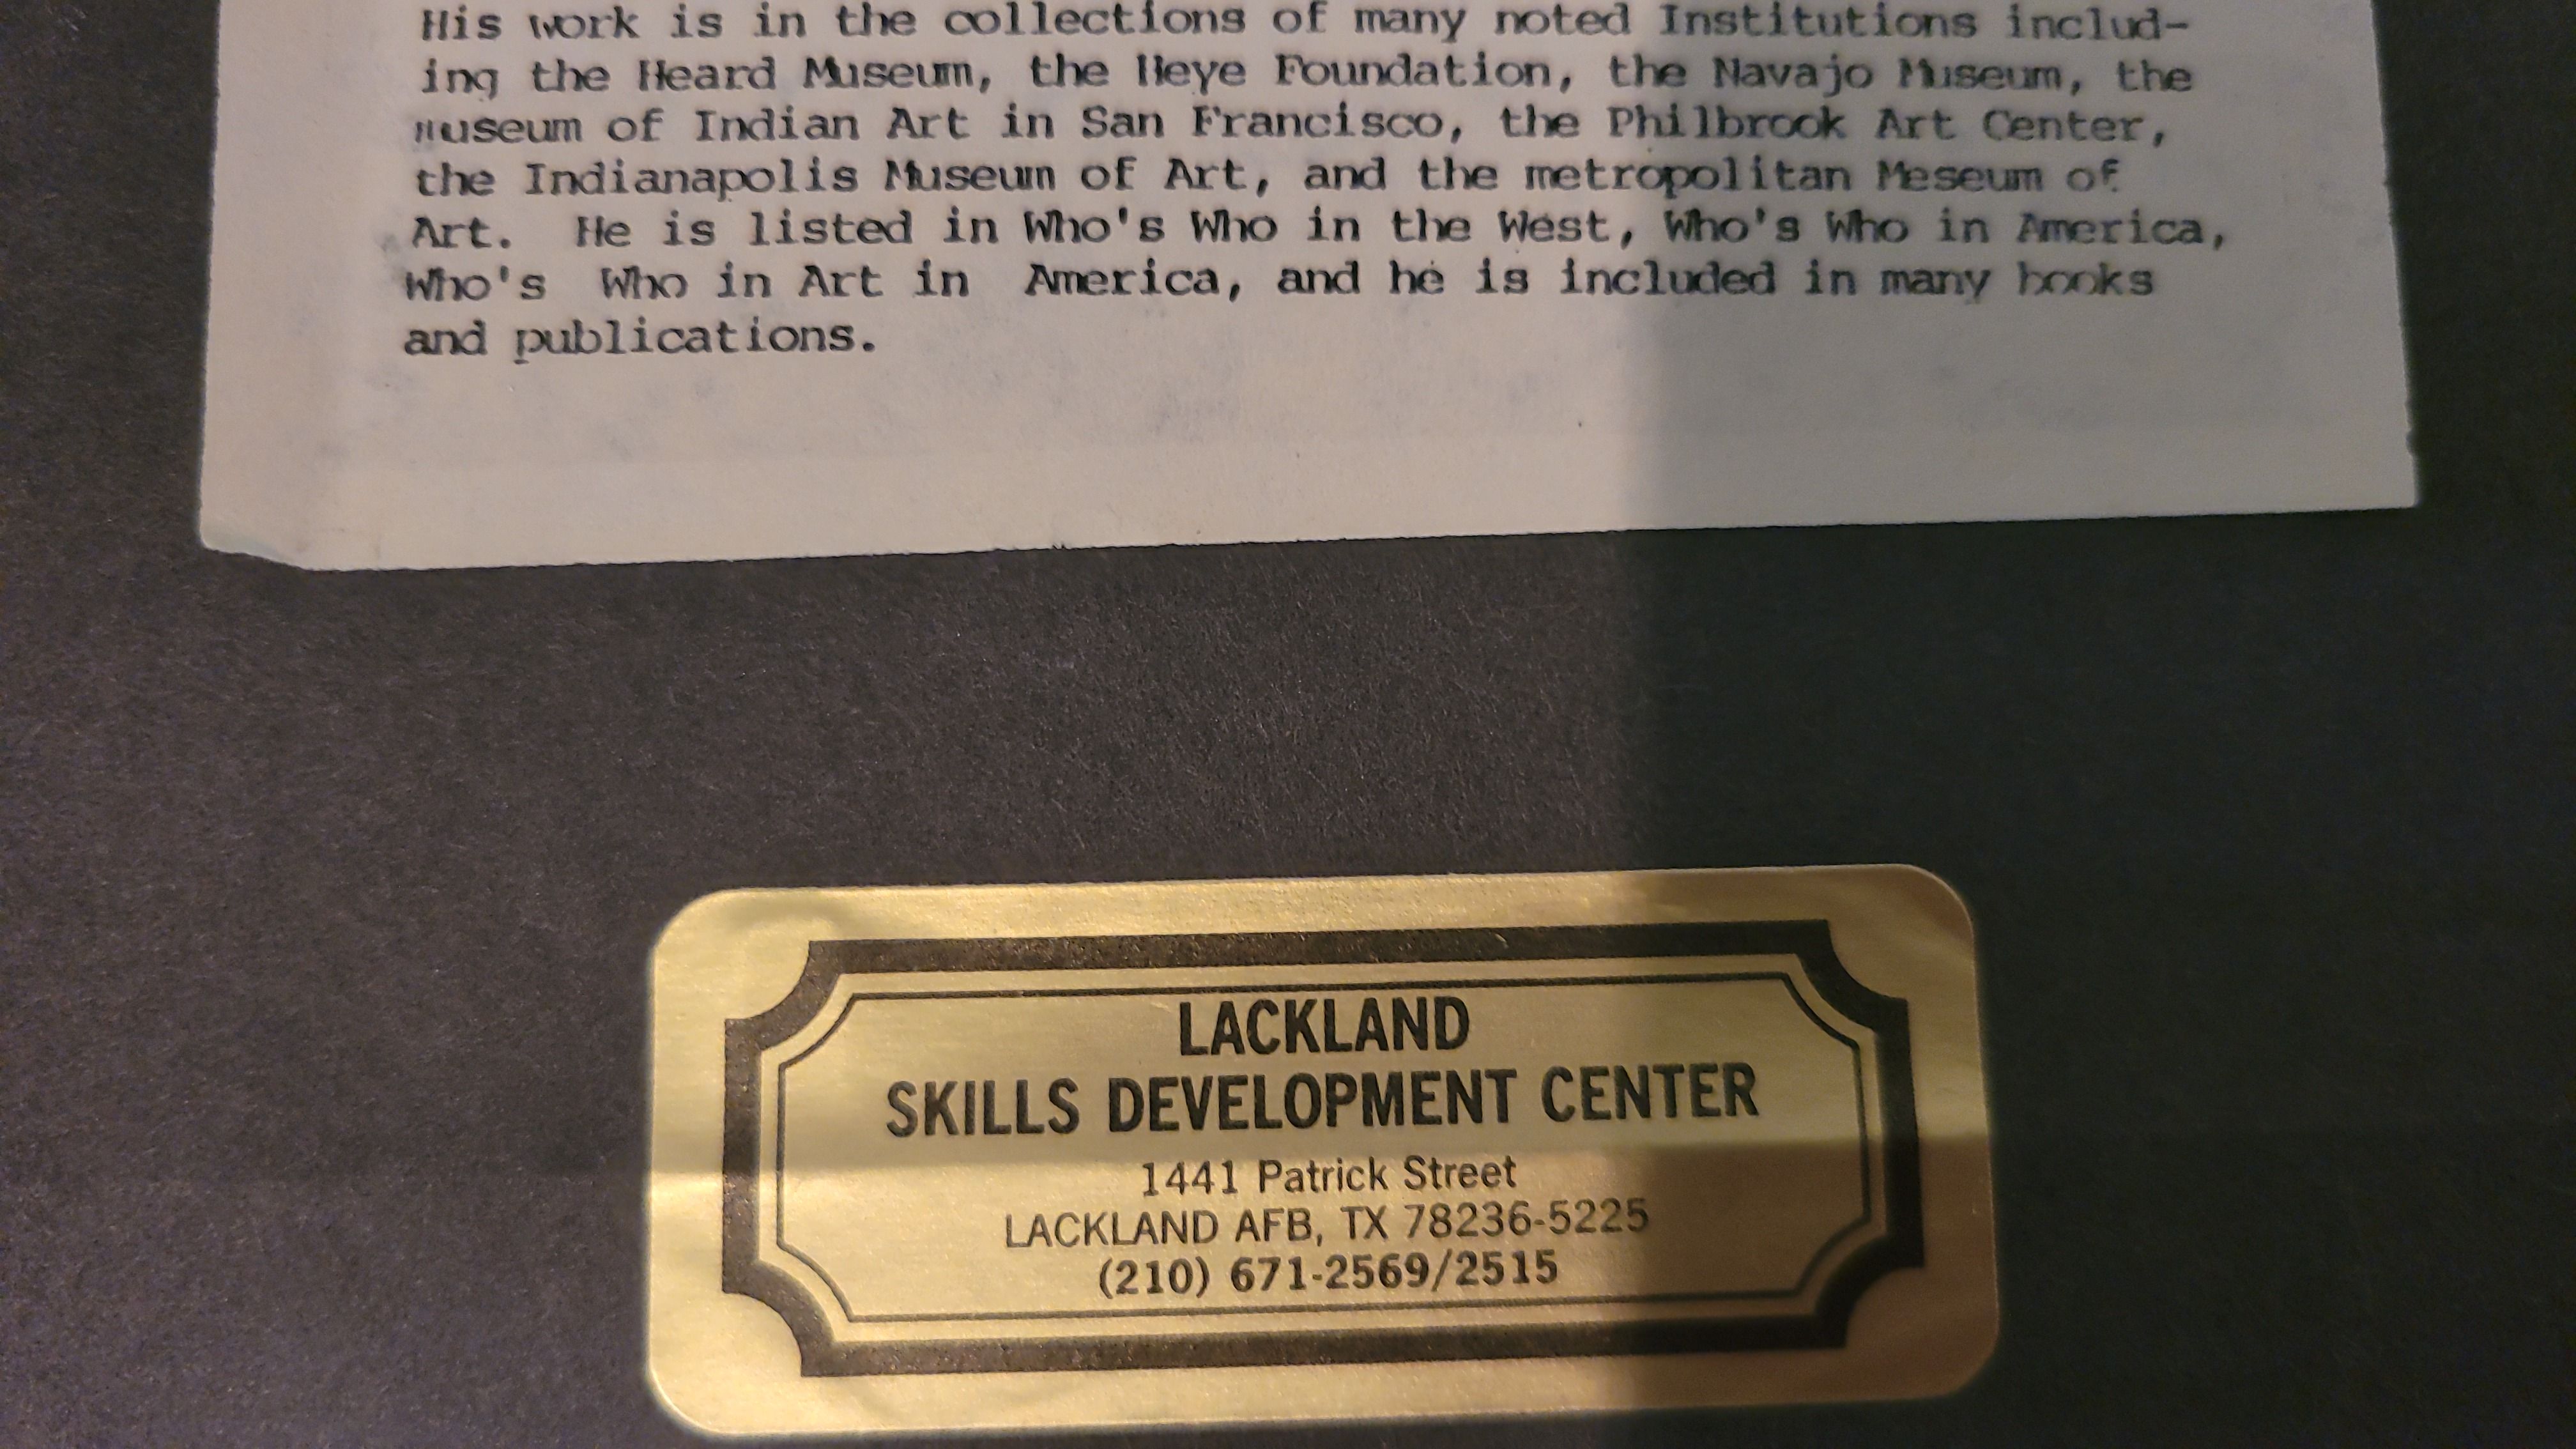 His work is in the collections of many noted Institutions includ-
ing the Heard Museum, the Heye Foundation, the Navajo Museum, the
Museum of Indian Art in San Francisco, the Philbrook Art Center,
the Indianapolis Museum of Art, and the metropolitan Meseum of
Art. He is listed in Who's Who in the West, Who's Who in America,
Who's Who in Art in America, and he is included in many books
and publications.
LACKLAND
SKILLS DEVELOPMENT CENTER
1441 Patrick Street
LACKLAND AFB, TX 78236-5225
(210) 671-2569/2515